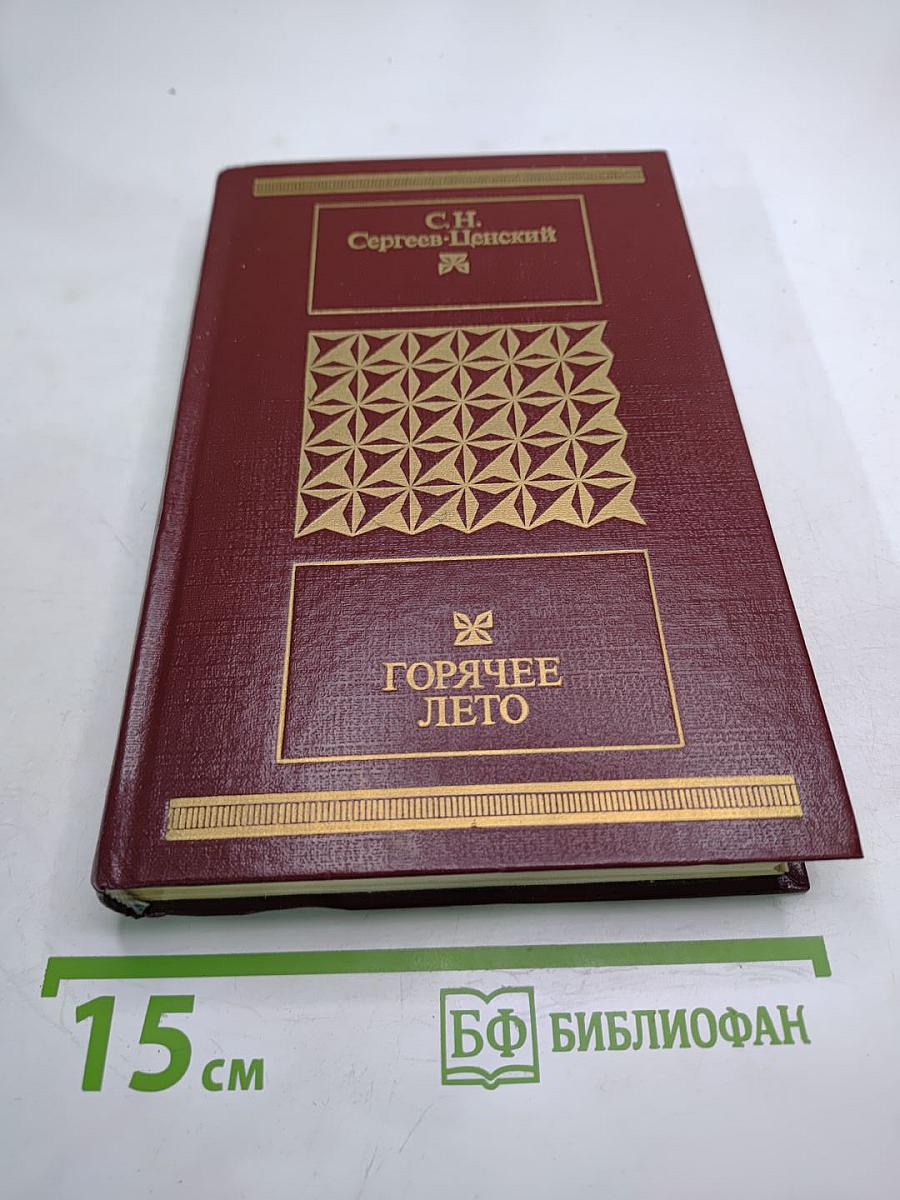 С. Н.
Сергеев-Ценский
ГОРЯЧЕЕ
ЛЕТО
15 см
БФ БИБЛИОФАН